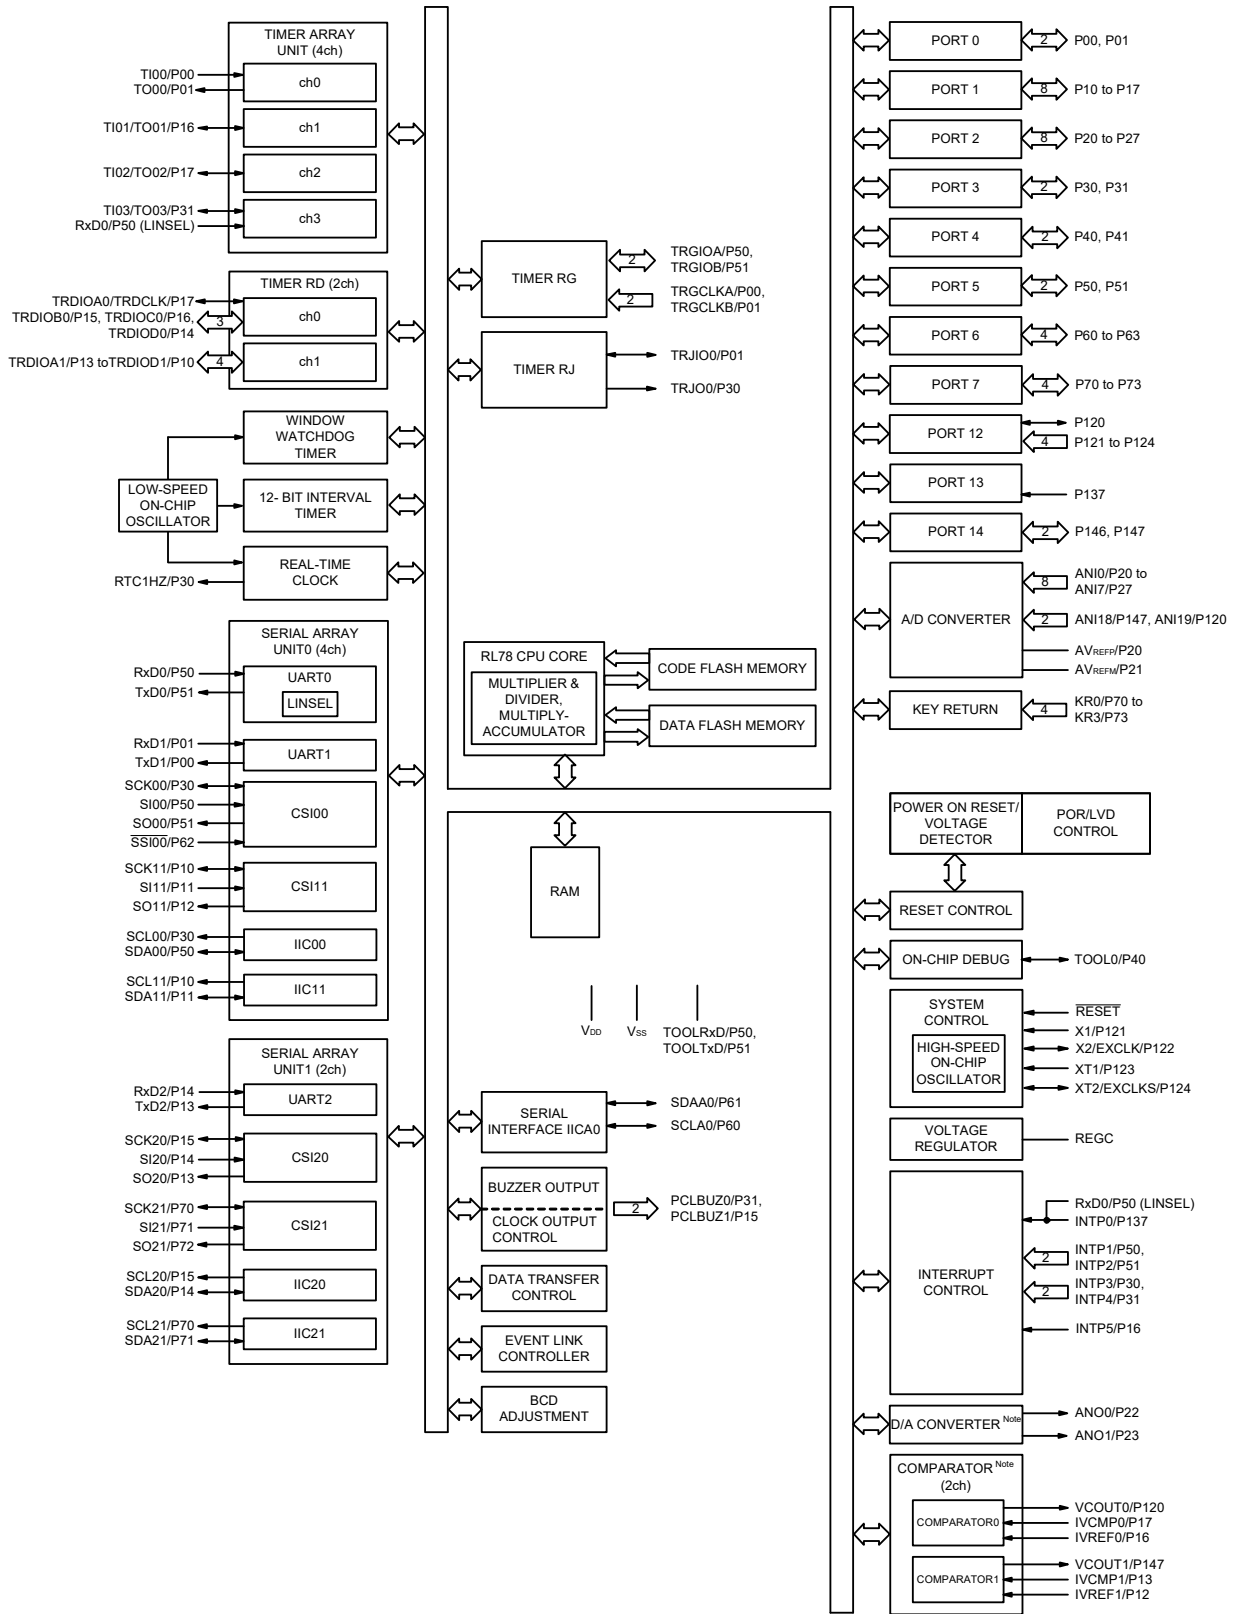 TIMER ARRAY
UNIT (4ch)
TI00/P00
TO00/P01
ch0
TI01/TO01/P16
ch1
TI02/TO02/P17
ch2
TI03/TO03/P31
RxD0/P50 (LINSEL)
ch3
TIMER RD (2ch)
TRDIOA0/TRDCLK/P17
TRDIOB0/P15, TRDIOC0/P16,
TRDIOD0/P14
3
ch0
TRDIOA1/P13 toTRDIOD1/P10
4
ch1
WINDOW
WATCHDOG
TIMER
LOW-SPEED
ON-CHIP
OSCILLATOR
12- BIT INTERVAL
TIMER
REAL-TIME
CLOCK
RTC1HZ/P30
SERIAL ARRAY
UNIT0 (4ch)
RxD0/P50
TxD0/P51
UART0
LINSEL
RxD1/P01
TxD1/P00
UART1
SCK00/P30
SI00/P50
SO00/P51
SSI00/P62
CSI00
SCK11/P10
SI11/P11
SO11/P12
CSI11
SCL00/P30
SDA00/P50
IIC00
SCL11/P10
SDA11/P11
IIC11
SERIAL ARRAY
UNIT1 (2ch)
RxD2/P14
TxD2/P13
UART2
SCK20/P15
SI20/P14
SO20/P13
CSI20
SCK21/P70
SI21/P71
SO21/P72
CSI21
SCL20/P15
SDA20/P14
IIC20
SCL21/P70
SDA21/P71
IIC21
TIMER RG
2
TRGIOA/P50,
TRGIOB/P51
2
TRGCLKA/P00,
TRGCLKB/P01
TIMER RJ
TRJIO0/P01
TRJO0/P30
RL78 CPU CORE
MULTIPLIER &
DIVIDER,
MULTIPLY-
ACCUMULATOR
CODE FLASH MEMORY
DATA FLASH MEMORY
RAM
VDD
VSS
TOOLRxD/P50,
TOOLTxD/P51
SERIAL
INTERFACE IICA0
SDAA0/P61
SCLA0/P60
BUZZER OUTPUT
CLOCK OUTPUT
CONTROL
2
PCLBUZ0/P31,
PCLBUZ1/P15
DATA TRANSFER
CONTROL
EVENT LINK
CONTROLLER
BCD
ADJUSTMENT
PORT 0
2
P00, P01
PORT 1
8
P10 to P17
PORT 2
8
P20 to P27
PORT 3
2
P30, P31
PORT 4
2
P40, P41
PORT 5
2
P50, P51
PORT 6
4
P60 to P63
PORT 7
4
P70 to P73
PORT 12
P120
4
P121 to P124
PORT 13
P137
PORT 14
2
P146, P147
A/D CONVERTER
8
ANI0/P20 to
ANI7/P27
2
ANI18/P147, ANI19/P120
AVREFP/P20
AVREFM/P21
KEY RETURN
4
KR0/P70 to
KR3/P73
POWER ON RESET/
VOLTAGE
DETECTOR
POR/LVD
CONTROL
RESET CONTROL
ON-CHIP DEBUG
TOOL0/P40
SYSTEM
CONTROL
HIGH-SPEED
ON-CHIP
OSCILLATOR
RESET
X1/P121
X2/EXCLK/P122
XT1/P123
XT2/EXCLKS/P124
VOLTAGE
REGULATOR
REGC
INTERRUPT
CONTROL
RxD0/P50 (LINSEL)
INTP0/P137
2
INTP1/P50,
INTP2/P51
2
INTP3/P30,
INTP4/P31
INTP5/P16
D/A CONVERTER Note
ANO0/P22
ANO1/P23
COMPARATOR Note
(2ch)
COMPARATOR0
VCOUT0/P120
IVCMP0/P17
IVREF0/P16
COMPARATOR1
VCOUT1/P147
IVCMP1/P13
IVREF1/P12